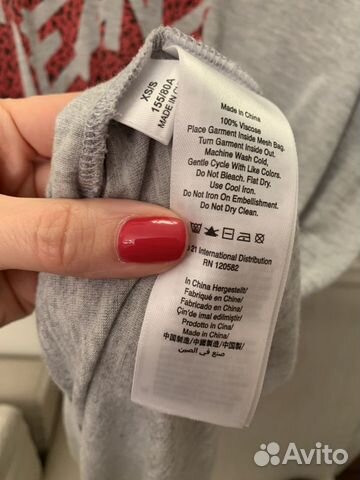 XS/S
155/80A
MADE IN C
Made in China
100% Viscose
Place Garment Inside Mesh Bag.
Turn Garment Inside Out.
Machine Wash Cold,
Gentle Cycle With Like Colors.
Do Not Bleach. Flat Dry.
Use Cool Iron.
Do Not Iron On Embellishment.
Do Not Dry Clean.
21 International Distribution
RN 120582
In China Hergestellt/
Fabriqué en Chine/
Fabricado en China/
Çin'de imal edilmiştir/
Prodotto in Cina/
Made in China/
中国制造/中國製造/中国製/
صنع في الصين
Avito